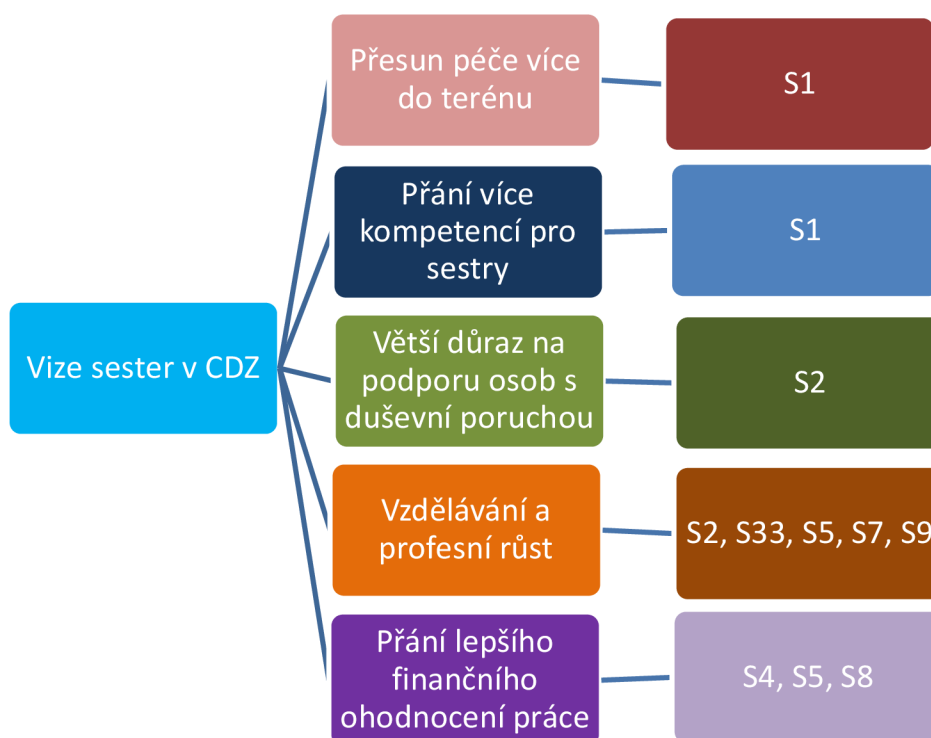 Vize sester v CDZ
Přesun péče více
do terénu
S1
Přání více
kompetencí pro
sestry
S1
Větší důraz na
podporu osob s
duševní poruchou
S2
Vzdělávání a
profesní růst
S2, S33, S5, S7, S9
Přání lepšího
finančního
ohodnocení práce
S4, S5, S8